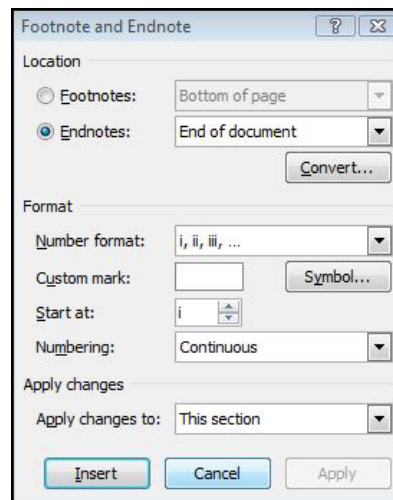 Footnote and Endnote
Location
Footnotes: Bottom of page
Endnotes: End of document
Convert...
Format
Number format: i, ii, iii, ...
Custom mark: Symbol...
Start at: i
Numbering: Continuous
Apply changes
Apply changes to: This section
Insert Cancel Apply